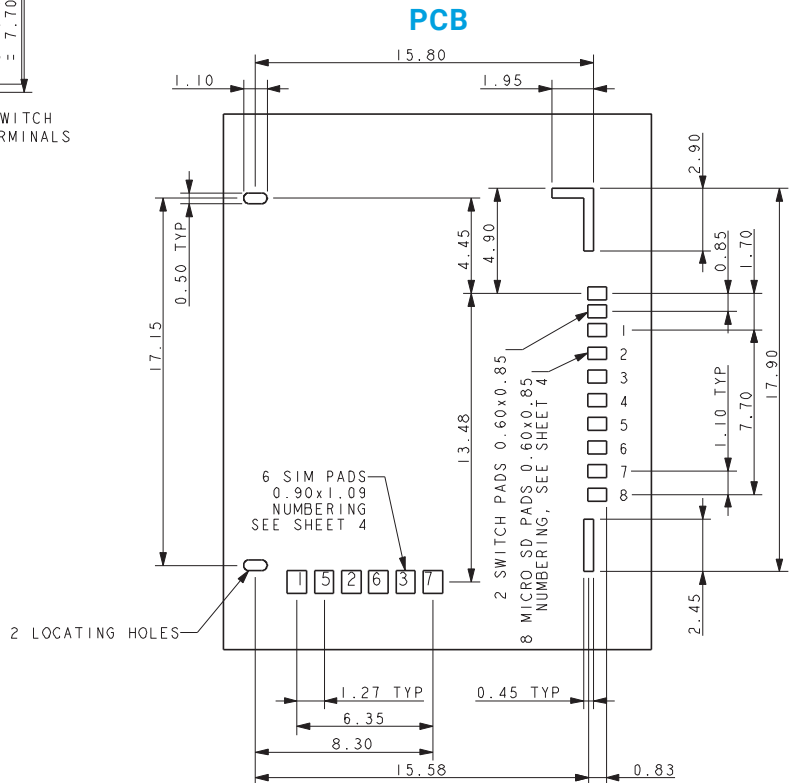 PCB
= 7.70
WITCH
RMINALS
15.80
1.10
1.95
2.90
0.50 TYP
4.45
4.90
0.85
1.70
17.15
13.48
1
2
3
4
5
6
7
8
1.10 TYP
7.70
17.90
2 SWITCH PADS 0.60x0.85
8 MICRO SD PADS 0.60x0.85
NUMBERING, SEE SHEET 4
6 SIM PADS
0.90x1.09
NUMBERING
SEE SHEET 4
1 5 2 6 3 7
2 LOCATING HOLES
2.45
1.27 TYP
0.45 TYP
6.35
8.30
15.58
0.83